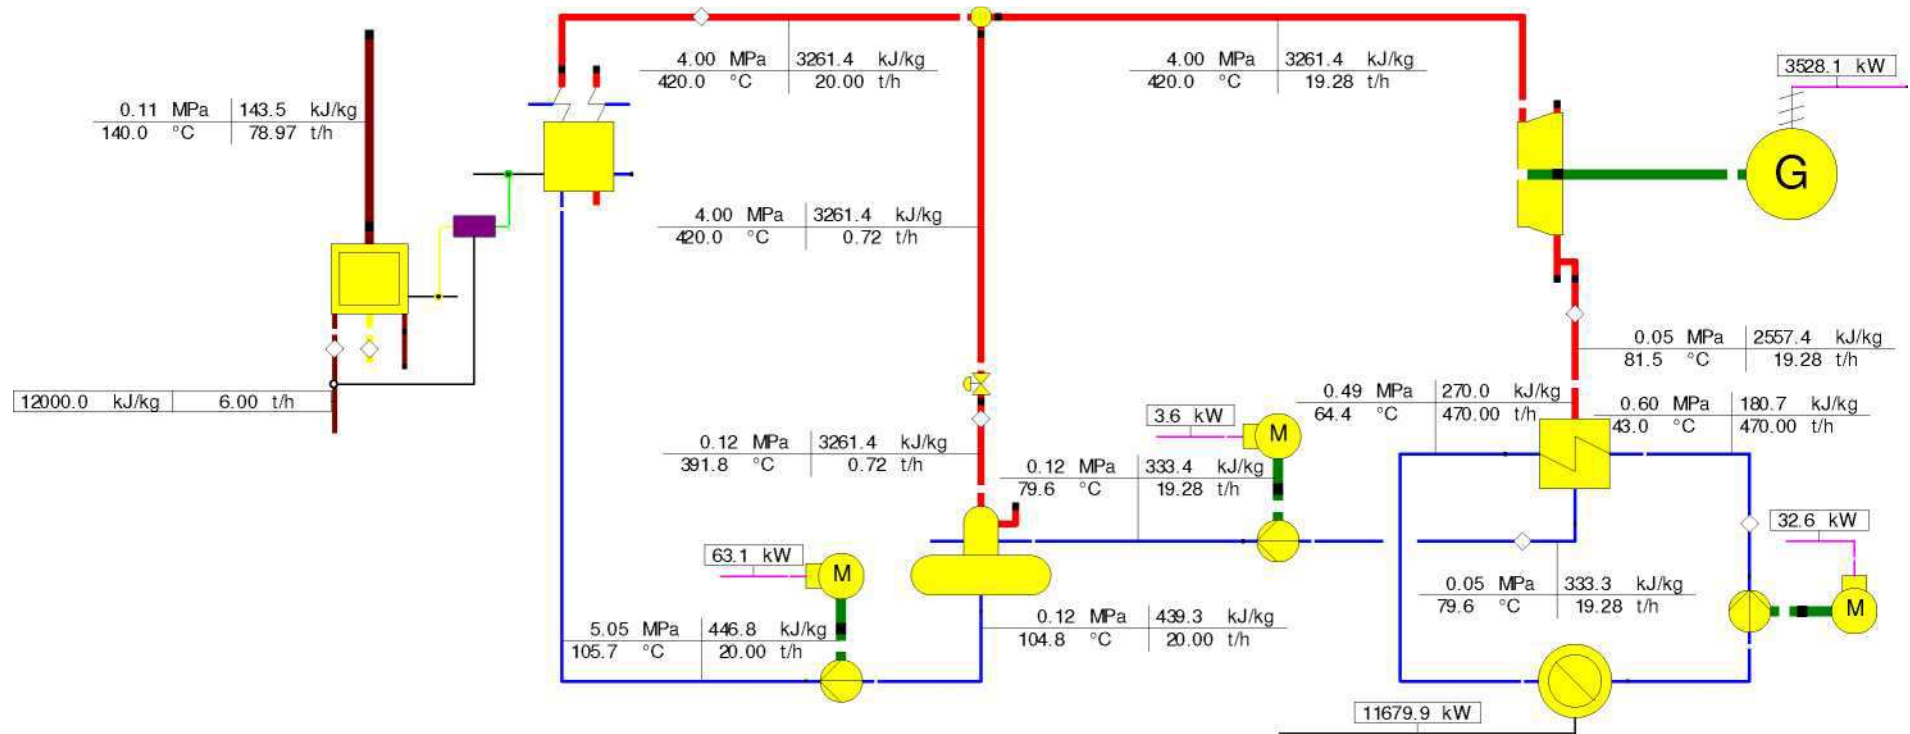 4.00 MPa 3261.4 kJ/kg
420.0 °C 20.00 t/h
4.00 MPa 3261.4 kJ/kg
420.0 °C 19.28 t/h
3528.1 kW
0.11 MPa 143.5 kJ/kg
140.0 °C 78.97 t/h
G
4.00 MPa 3261.4 kJ/kg
420.0 °C 0.72 t/h
0.05 MPa 2557.4 kJ/kg
81.5 °C 19.28 t/h
12000.0 kJ/kg 6.00 t/h
0.49 MPa 270.0 kJ/kg
64.4 °C 470.00 t/h
0.60 MPa 180.7 kJ/kg
43.0 °C 470.00 t/h
3.6 kW
M
0.12 MPa 3261.4 kJ/kg
391.8 °C 0.72 t/h
0.12 MPa 333.4 kJ/kg
79.6 °C 19.28 t/h
32.6 kW
63.1 kW
M
0.05 MPa 333.3 kJ/kg
79.6 °C 19.28 t/h
M
5.05 MPa 446.8 kJ/kg
105.7 °C 20.00 t/h
0.12 MPa 439.3 kJ/kg
104.8 °C 20.00 t/h
11679.9 kW